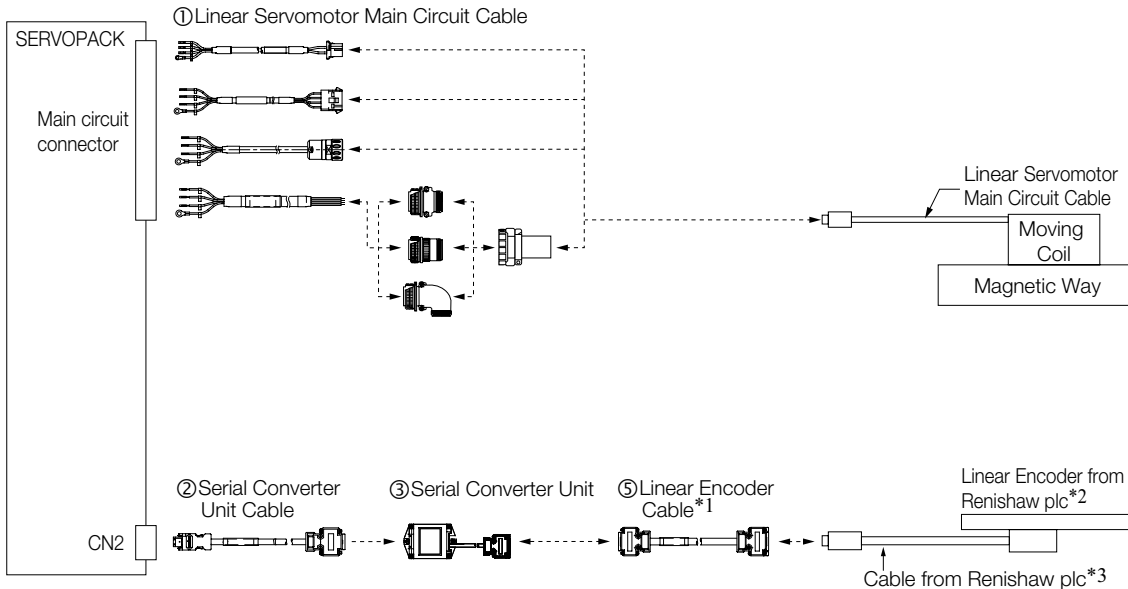 ①Linear Servomotor Main Circuit Cable
SERVOPACK
Main circuit
connector
Linear Servomotor
Main Circuit Cable
Moving
Coil
Magnetic Way
②Serial Converter
Unit Cable
③Serial Converter Unit
⑤Linear Encoder
Cable*1
Linear Encoder from
Renishaw plc*2
CN2
Cable from Renishaw plc*3